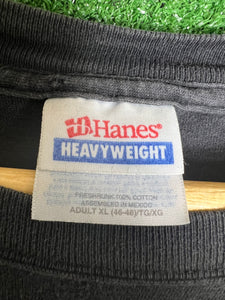 Hanes®
HEAVYWEIGHT
PRESHRUNK 100% COTTON
ASSEMBLED IN MEXICO
ADULT XL (46-48)/TG/XG